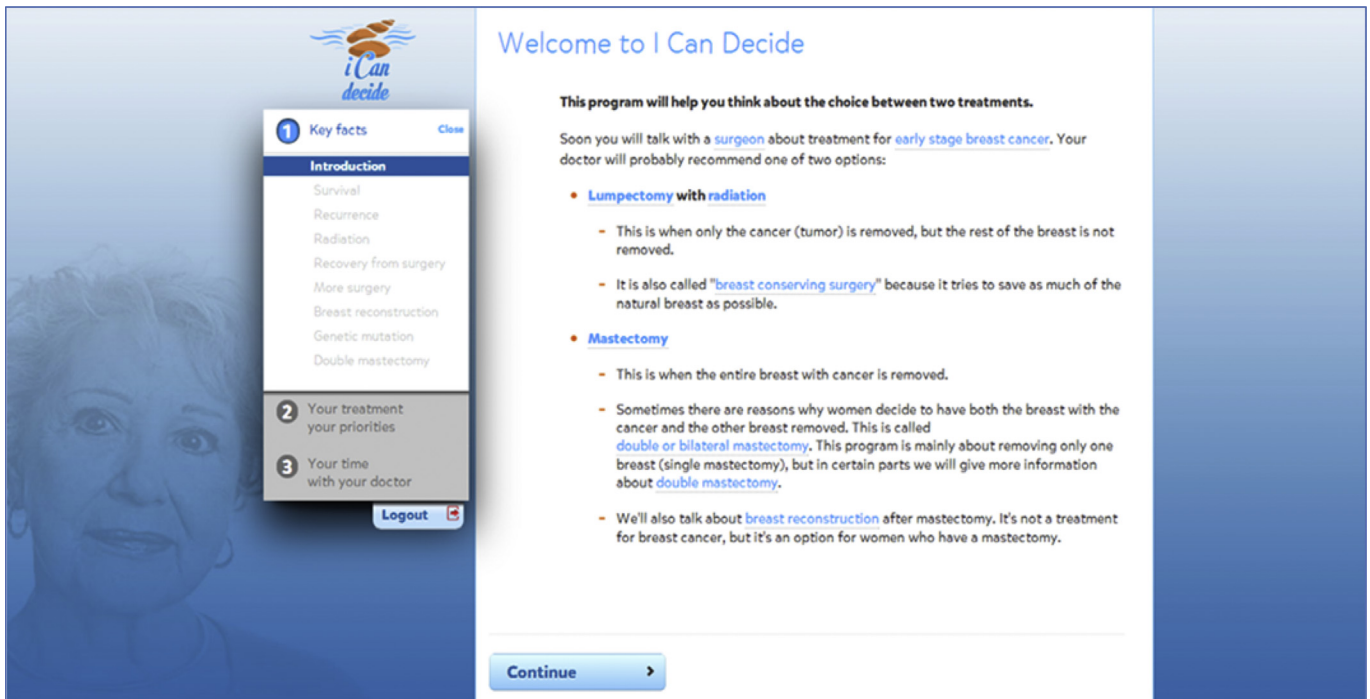 i Can
decide
1 Key facts Close
Introduction
Survival
Recurrence
Radiation
Recovery from surgery
More surgery
Breast reconstruction
Genetic mutation
Double mastectomy
2 Your treatment
your priorities
3 Your time
with your doctor
Logout
Welcome to I Can Decide
This program will help you think about the choice between two treatments.
Soon you will talk with a surgeon about treatment for early stage breast cancer. Your
doctor will probably recommend one of two options:
• Lumpectomy with radiation
– This is when only the cancer (tumor) is removed, but the rest of the breast is not
removed.
– It is also called "breast conserving surgery" because it tries to save as much of the
natural breast as possible.
• Mastectomy
– This is when the entire breast with cancer is removed.
– Sometimes there are reasons why women decide to have both the breast with the
cancer and the other breast removed. This is called
double or bilateral mastectomy. This program is mainly about removing only one
breast (single mastectomy), but in certain parts we will give more information
about double mastectomy.
– We'll also talk about breast reconstruction after mastectomy. It's not a treatment
for breast cancer, but it's an option for women who have a mastectomy.
Continue >